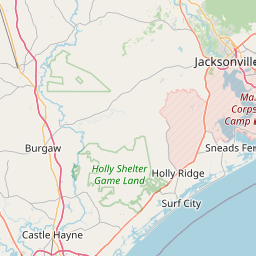 Jacksonville
Ma
Corps
Camp
Burgaw
Sneads Fer
Holly Shelter
Game Land
Holly Ridge
Surf City
Castle Hayne